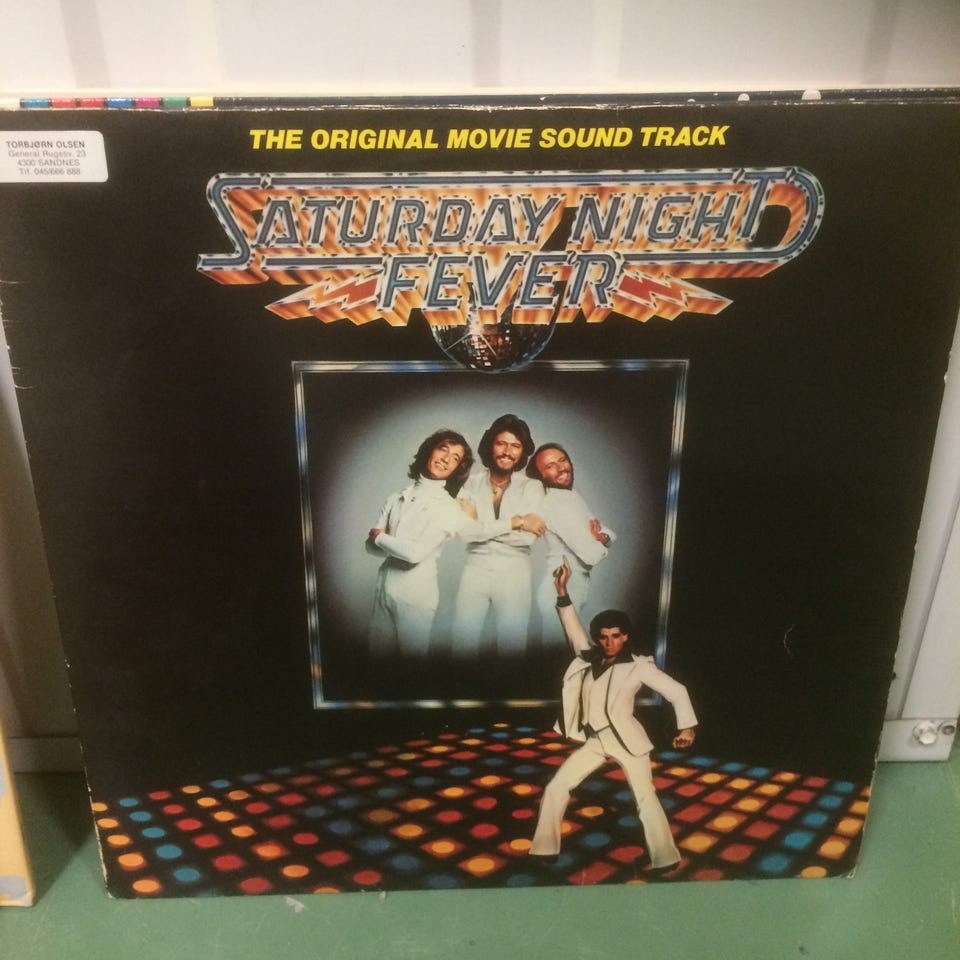 THE ORIGINAL MOVIE SOUND TRACK
TORBJØRN OLSEN
General Rugesv. 23
4300 SANDNES
Tlf. 045/666 888
SATURDAY NIGHT
FEVER